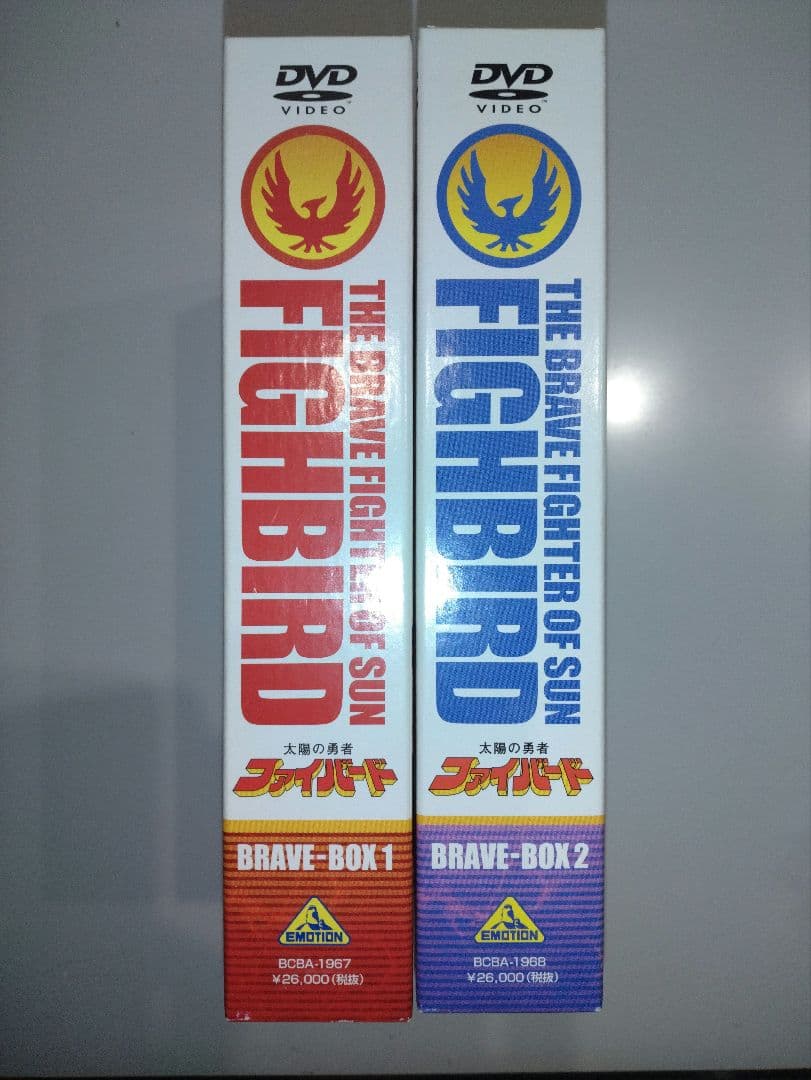 DVD
VIDEO™
THE BRAVE FIGHTER OF SUN
FIGHBIRD
太陽の勇者
ファイバード
BRAVE-BOX 1
EMOTION
BCBA-1967
¥26,000(税抜)
DVD
VIDEO™
THE BRAVE FIGHTER OF SUN
FIGHBIRD
太陽の勇者
ファイバード
BRAVE-BOX 2
EMOTION
BCBA-1968
¥26,000(税抜)